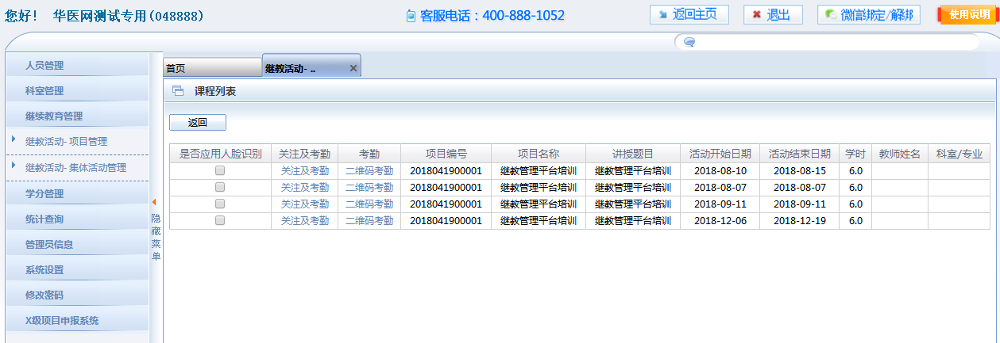 您好! 华医网测试专用(048888)
客服电话：400-888-1052
返回主页
退出
微信绑定/解绑
使用说明
人员管理
科室管理
继续教育管理
继教活动- 项目管理
继教活动- 集体活动管理
学分管理
统计查询
管理员信息
系统设置
修改密码
X级项目申报系统
隐藏菜单
首页
继教活动- ..
课程列表
返回
是否应用人脸识别 关注及考勤 考勤 项目编号 项目名称 讲授题目 活动开始日期 活动结束日期 学时 教师姓名 科室/专业
关注及考勤 二维码考勤 2018041900001 继教管理平台培训 继教管理平台培训 2018-08-10 2018-08-15 6.0
关注及考勤 二维码考勤 2018041900001 继教管理平台培训 继教管理平台培训 2018-08-07 2018-08-07 6.0
关注及考勤 二维码考勤 2018041900001 继教管理平台培训 继教管理平台培训 2018-09-11 2018-09-11 6.0
关注及考勤 二维码考勤 2018041900001 继教管理平台培训 继教管理平台培训 2018-12-06 2018-12-19 6.0